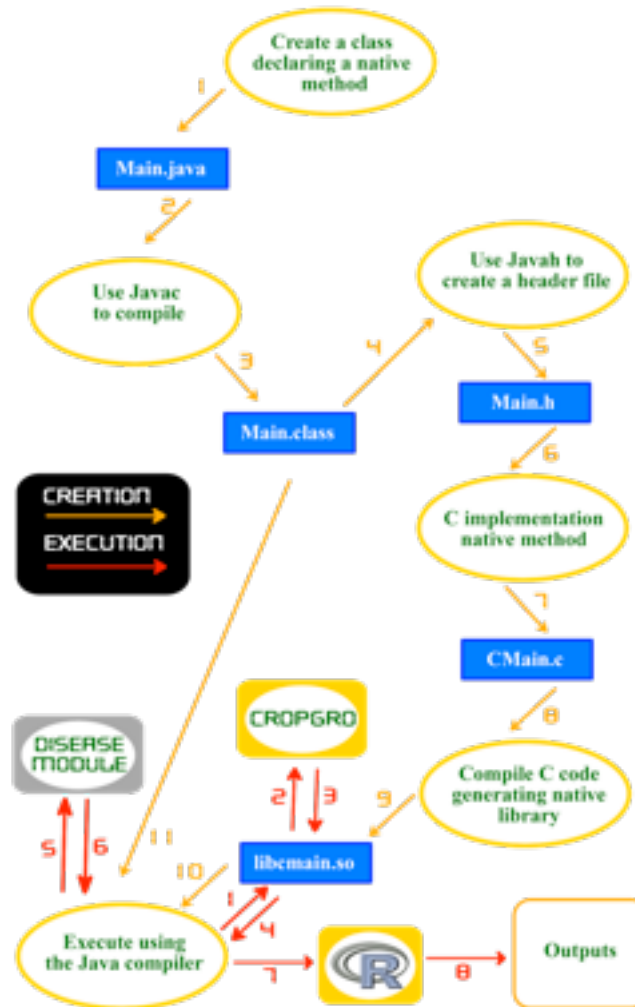 Create a class
declaring a native
method
1
Main.java
2
Use Javac
to compile
3
Main.class
4
Use Javah to
create a header file
5
Main.h
6
C implementation
native method
7
CMain.c
8
Compile C code
generating native
library
9
CREATION
EXECUTION
CROPGRO
DISEASE
MODULE
2
3
5
6
11
10
libcmain.so
1
4
Execute using
the Java compiler
7
R
8
Outputs